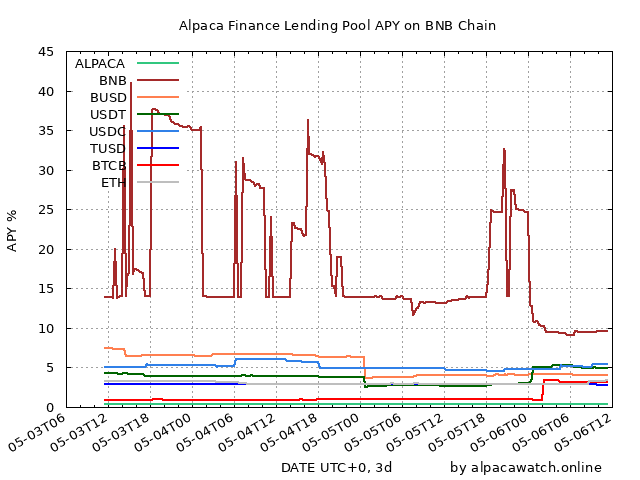 Alpaca Finance Lending Pool APY on BNB Chain
APY %
45
40
35
30
25
20
15
10
5
0
ALPACA
BNB
BUSD
USDT
USDC
TUSD
BTCB
ETH
05-03T06
05-03T12
05-03T18
05-04T00
05-04T06
05-04T12
05-04T18
05-05T00
05-05T06
05-05T12
05-05T18
05-06T00
05-06T06
05-06T12
DATE UTC+0, 3d
by alpacawatch.online